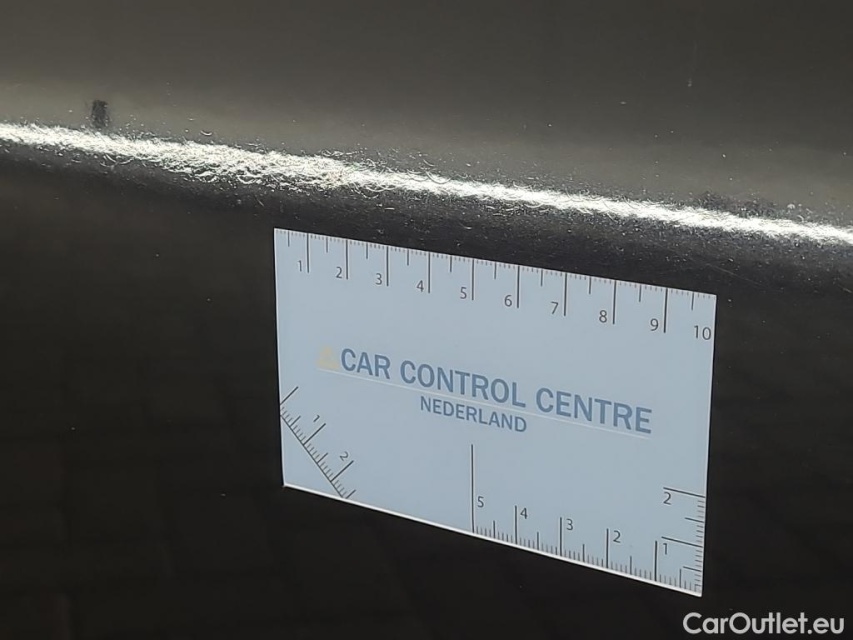 1 2 3 4 5 6 7 8 9 10
CAR CONTROL CENTRE
NEDERLAND
1 2
5 4 3 2 1
2
CarOutlet.eu